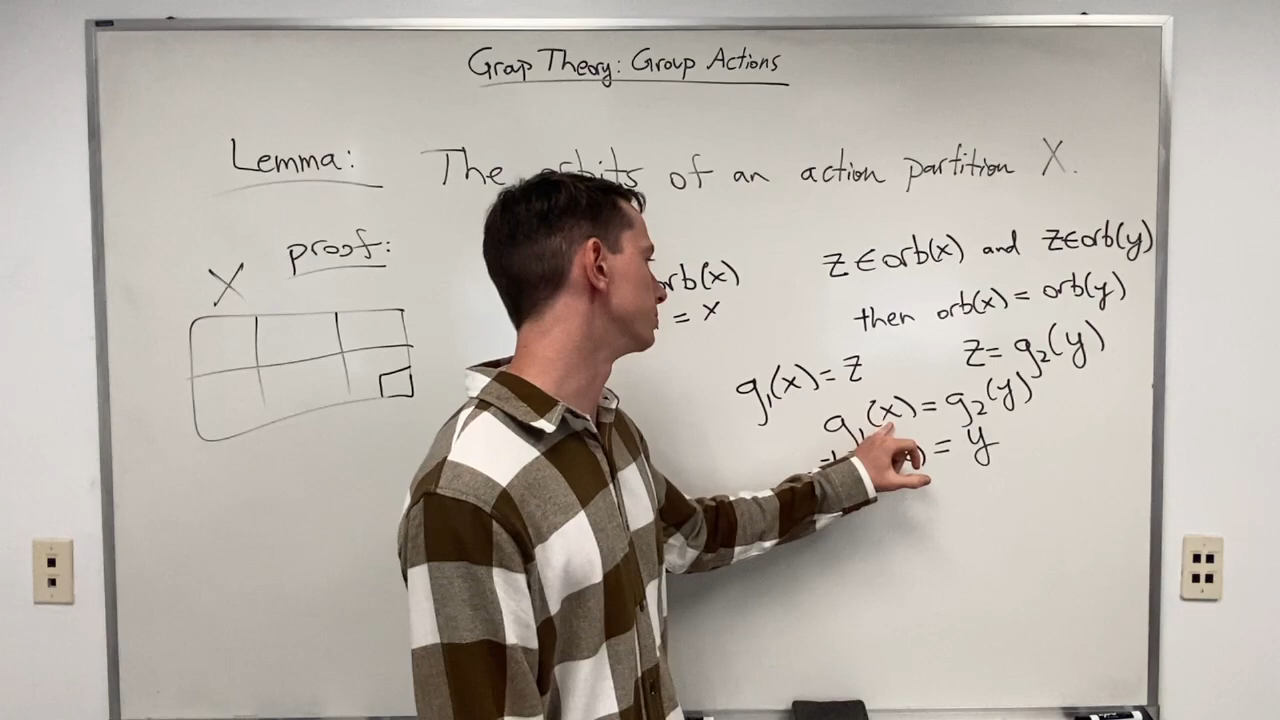 Group Theory: Group Actions
Lemma: The orbits of an action partition X.
proof:
X
orb(x)
= x
z∈orb(x) and z∈orb(y)
then orb(x) = orb(y)
g₁(x) = z
z = g₂(y)
g₁(x) = g₂(y)
= y